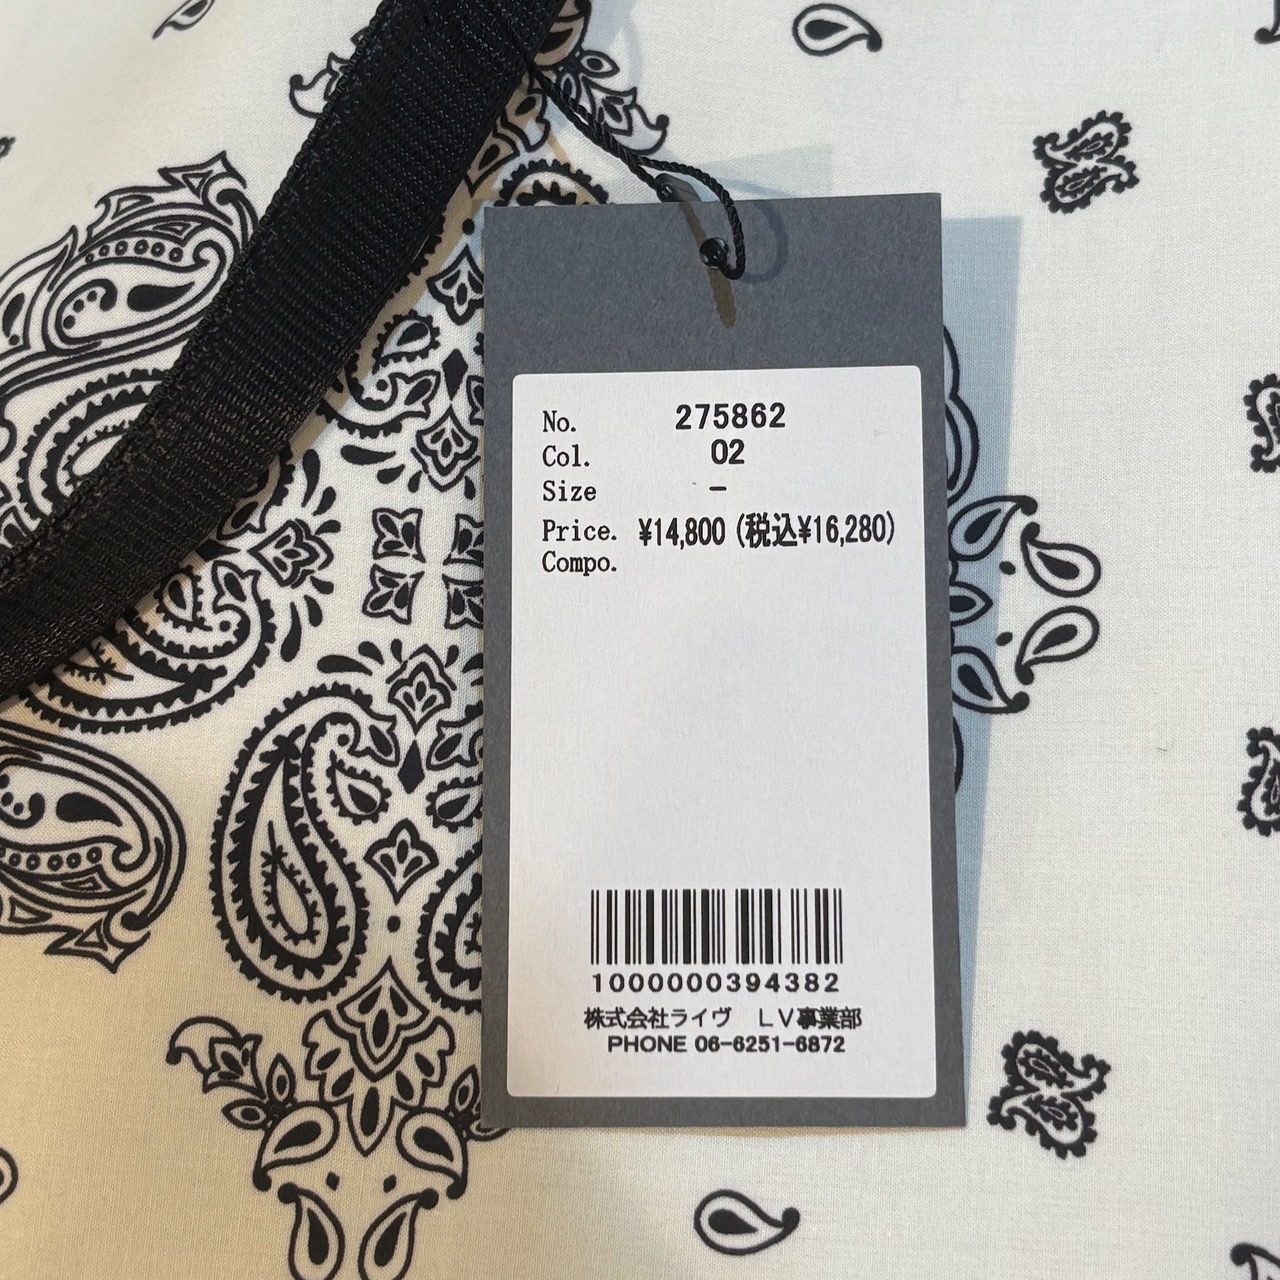 No. 275862
Col. 02
Size -
Price. ¥14,800 (税込¥16,280)
Compo.
1000000394382
株式会社ライヴ　LV事業部
PHONE 06-6251-6872